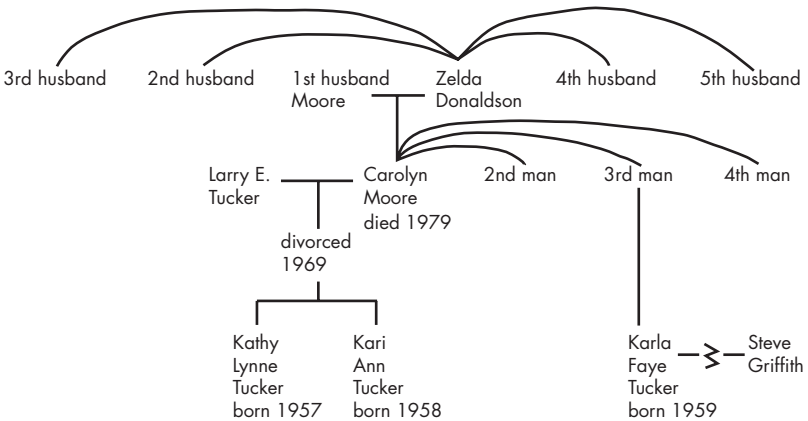 3rd husband
2nd husband
1st husband
Moore
Zelda
Donaldson
4th husband
5th husband
Larry E.
Tucker
Carolyn
Moore
died 1979
2nd man
3rd man
4th man
divorced
1969
Kathy
Lynne
Tucker
born 1957
Kari
Ann
Tucker
born 1958
Karla
Faye
Tucker
born 1959
Steve
Griffith